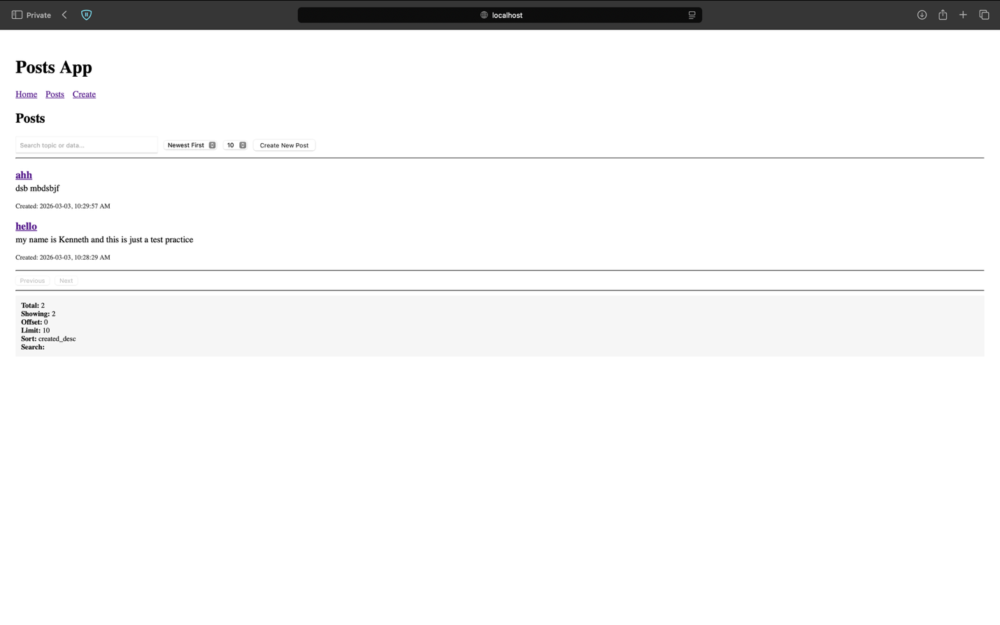 Private
localhost
Posts App
Home Posts Create
Posts
Search topic or data... Newest First 10 Create New Post
ahh
dsb mbdsbjf
Created: 2026-03-03, 10:29:57 AM
hello
my name is Kenneth and this is just a test practice
Created: 2026-03-03, 10:28:29 AM
Previous Next
Total: 2
Showing: 2
Offset: 0
Limit: 10
Sort: created_desc
Search: